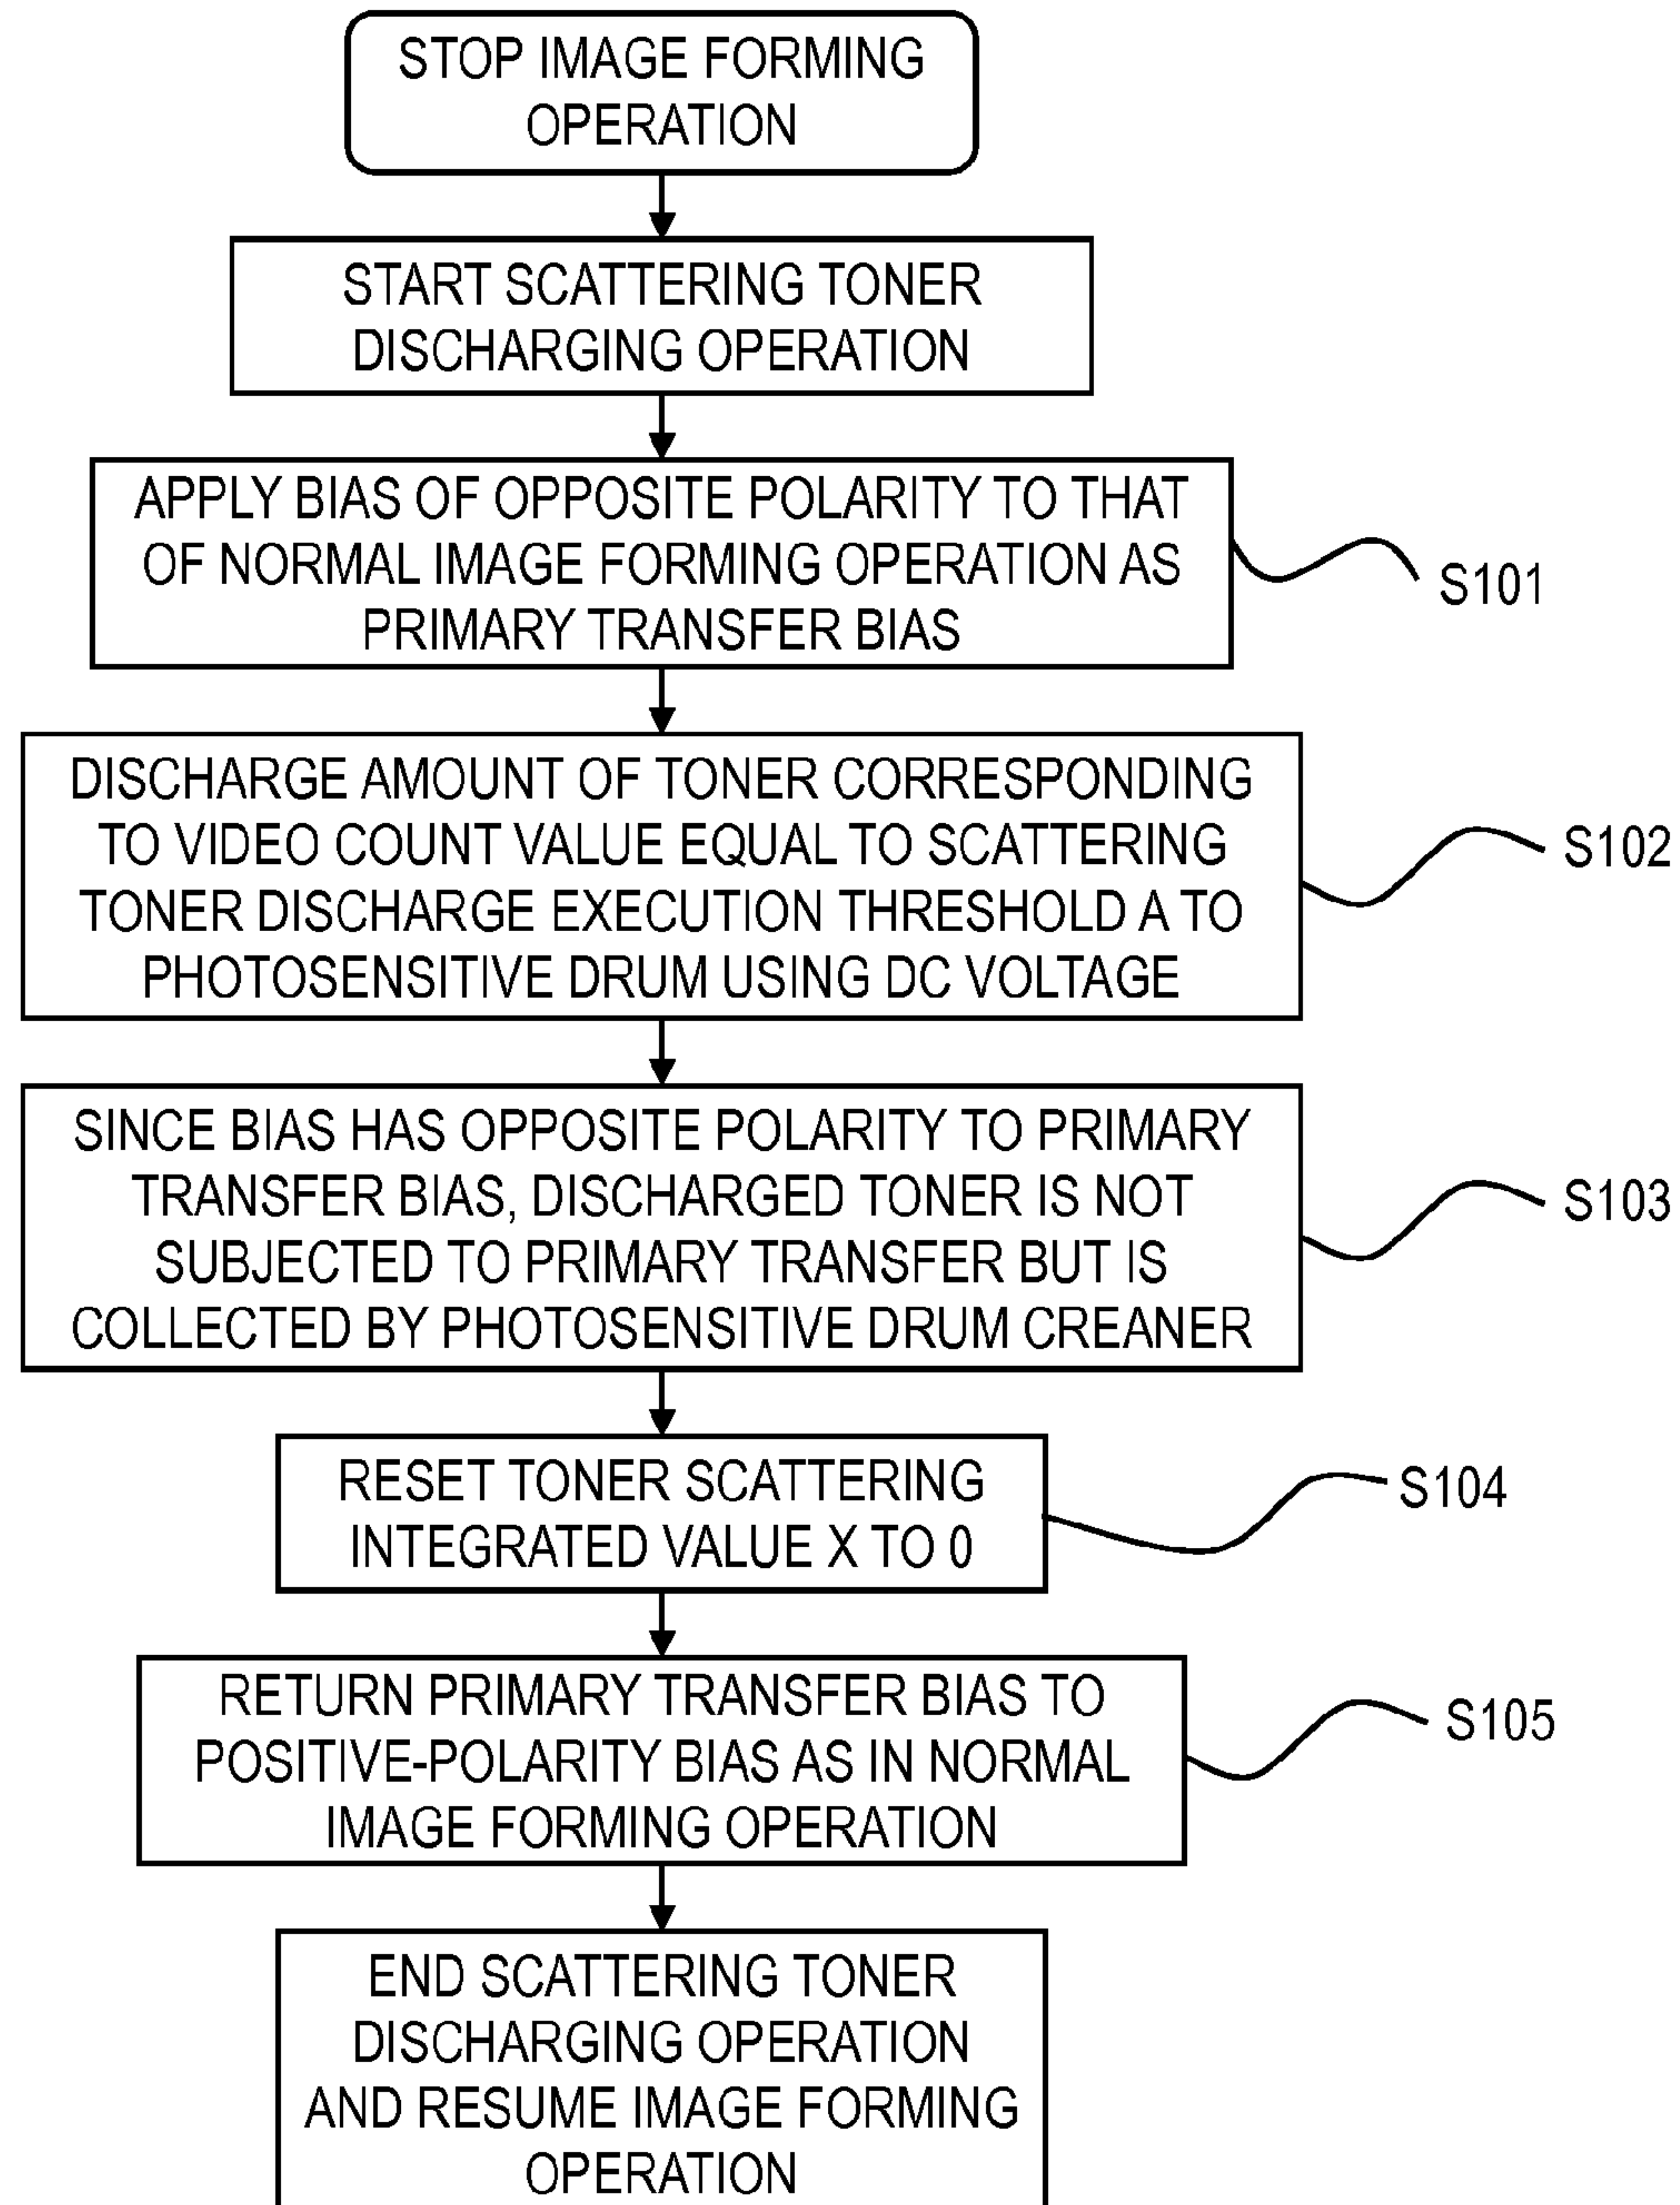 STOP IMAGE FORMING
OPERATION
START SCATTERING TONER
DISCHARGING OPERATION
APPLY BIAS OF OPPOSITE POLARITY TO THAT
OF NORMAL IMAGE FORMING OPERATION AS
PRIMARY TRANSFER BIAS
S101
DISCHARGE AMOUNT OF TONER CORRESPONDING
TO VIDEO COUNT VALUE EQUAL TO SCATTERING
TONER DISCHARGE EXECUTION THRESHOLD A TO
PHOTOSENSITIVE DRUM USING DC VOLTAGE
S102
SINCE BIAS HAS OPPOSITE POLARITY TO PRIMARY
TRANSFER BIAS, DISCHARGED TONER IS NOT
SUBJECTED TO PRIMARY TRANSFER BUT IS
COLLECTED BY PHOTOSENSITIVE DRUM CREANER
S103
RESET TONER SCATTERING
INTEGRATED VALUE X TO 0
S104
RETURN PRIMARY TRANSFER BIAS TO
POSITIVE-POLARITY BIAS AS IN NORMAL
IMAGE FORMING OPERATION
S105
END SCATTERING TONER
DISCHARGING OPERATION
AND RESUME IMAGE FORMING
OPERATION